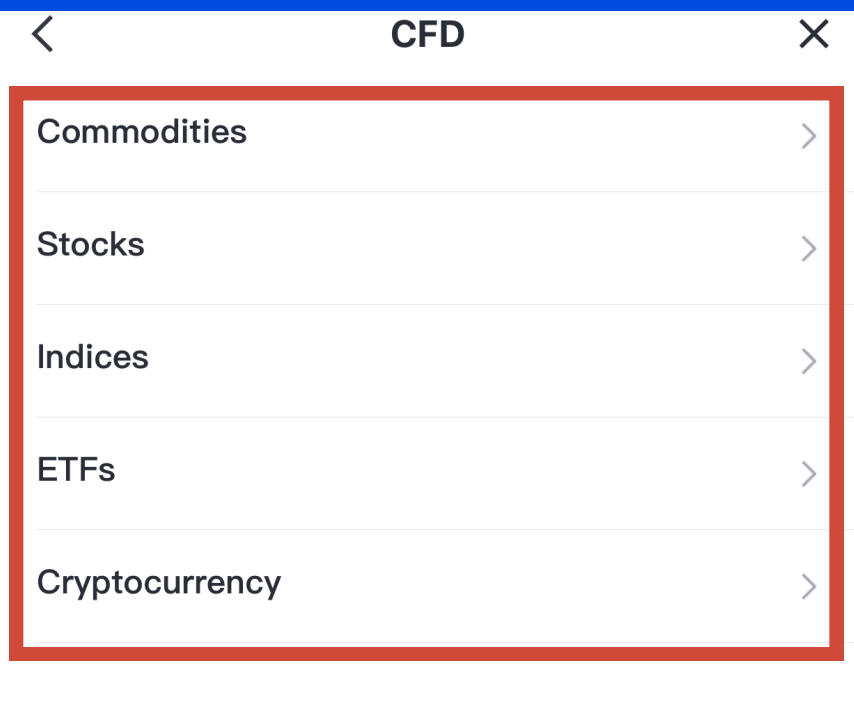 CFD
Commodities
Stocks
Indices
ETFs
Cryptocurrency